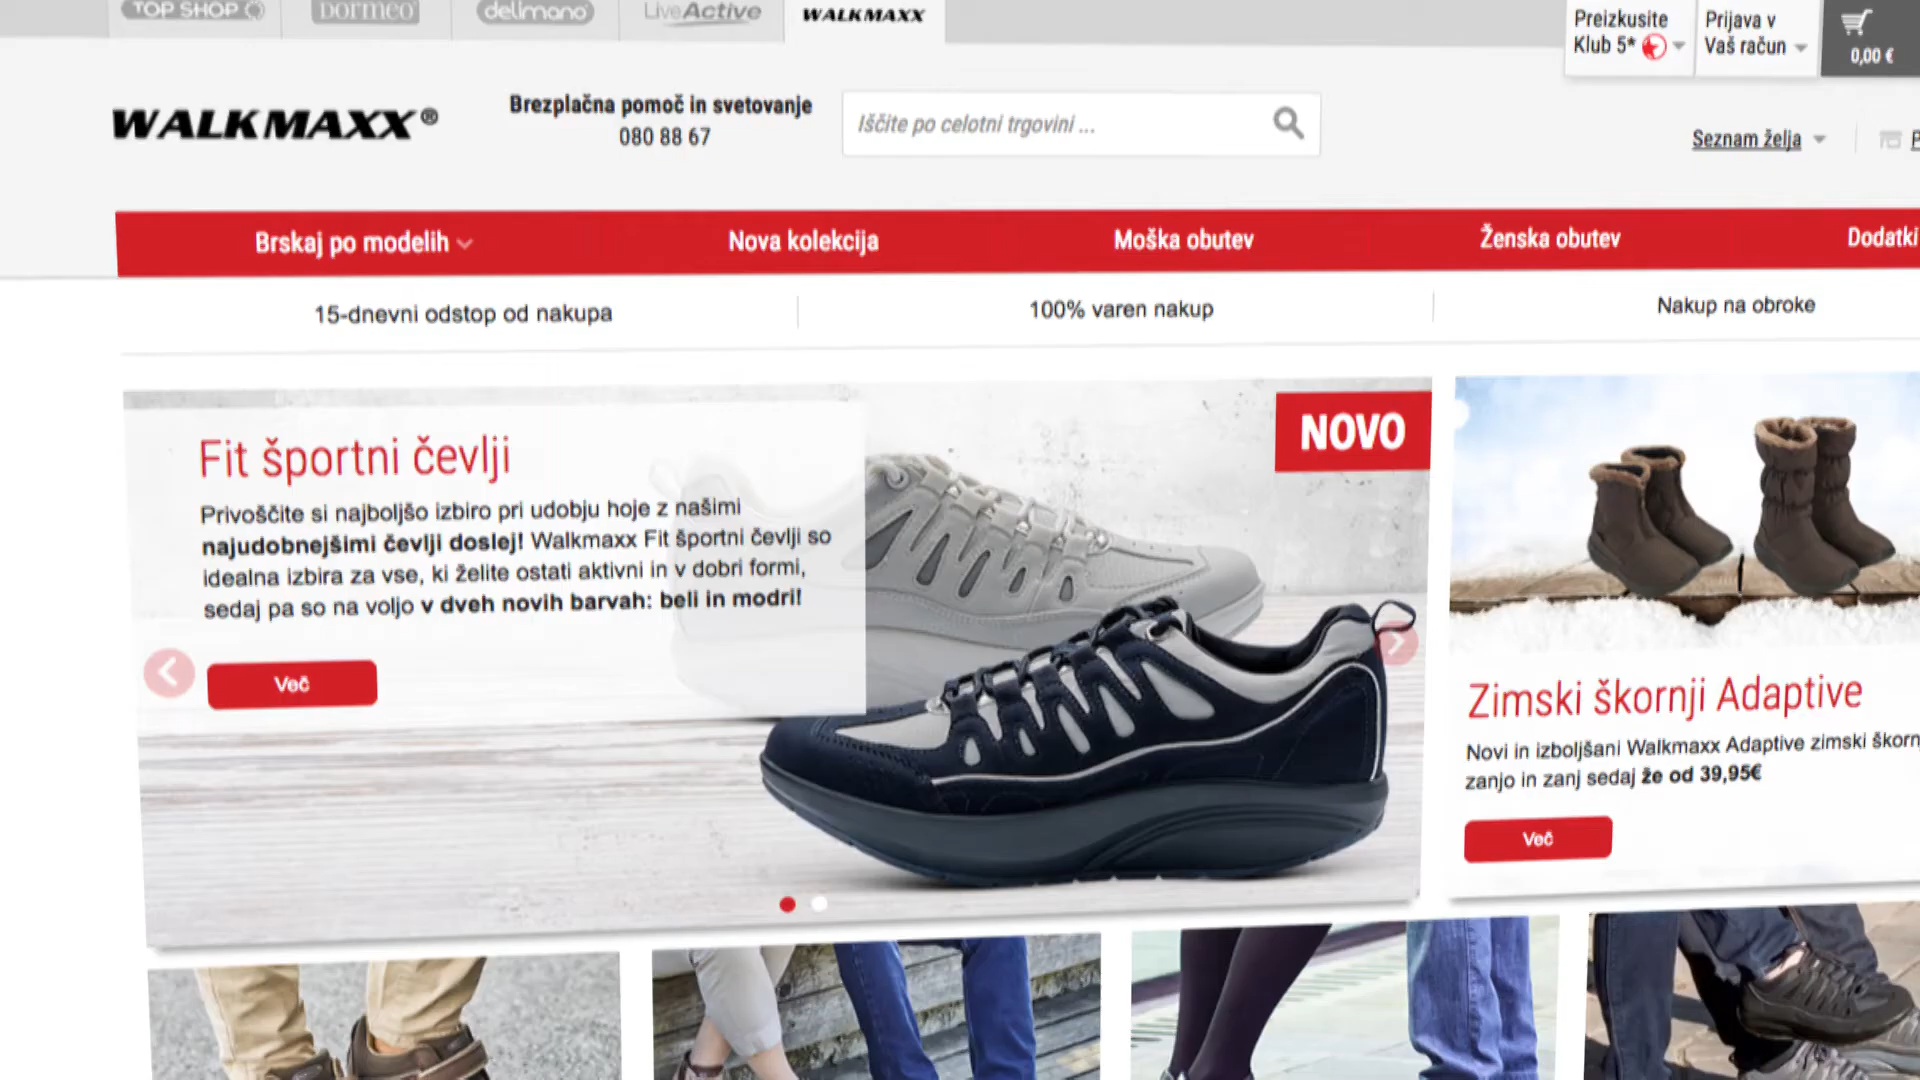 TOP SHOP
DORMEO
delimano
LiveActive
WALKMAXX
Preizkusite
Klub 5*
Prijava v
Vaš račun
0,00 €
WALKMAXX®
Brezplačna pomoč in svetovanje
080 88 67
Iščite po celotni trgovini ...
Seznam želja
Brskaj po modelih
Nova kolekcija
Moška obutev
Ženska obutev
Dodatki
15-dnevni odstop od nakupa
100% varen nakup
Nakup na obroke
NOVO
Fit športni čevlji
Privoščite si najboljšo izbiro pri udobju hoje z našimi
najudobnejšimi čevlji doslej! Walkmaxx Fit športni čevlji so
idealna izbira za vse, ki želite ostati aktivni in v dobri formi,
sedaj pa so na voljo v dveh novih barvah: beli in modri!
Več
Zimski škornji Adaptive
Novi in izboljšani Walkmaxx Adaptive zimski škorn
zanjo in zanj sedaj že od 39,95€
Več